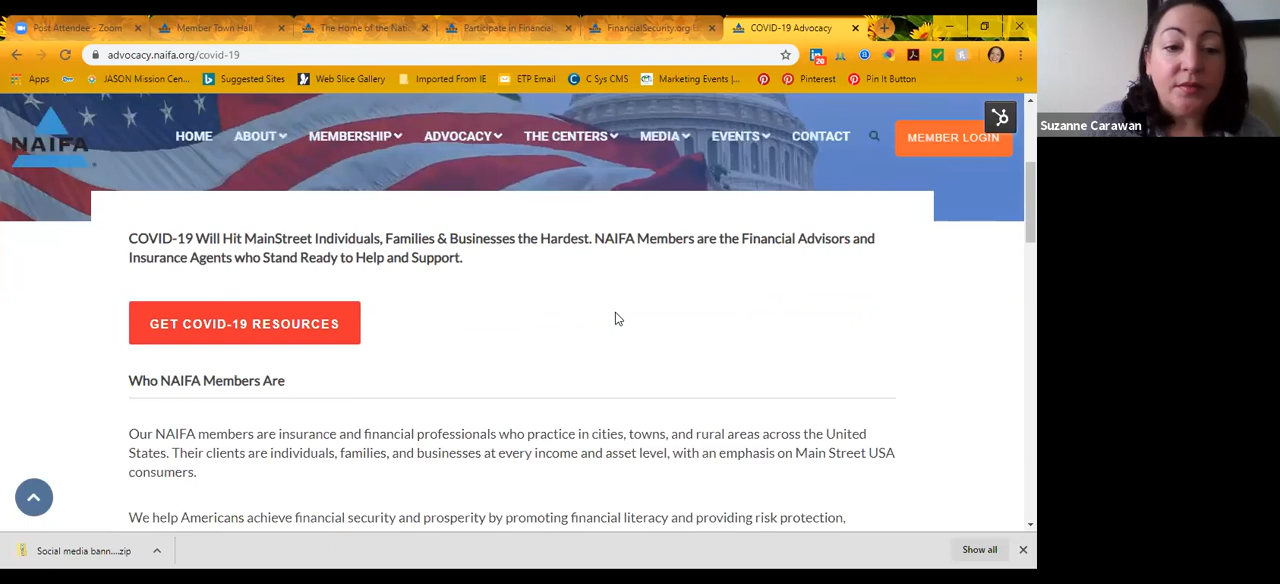 Post Attendee - Zoom
Member Town Hall
The Home of the Nati
Participate in Financial
FinancialSecurity.org E
COVID-19 Advocacy
advocacy.naifa.org/covid-19
20
Apps
JASON Mission Cen...
Suggested Sites
Web Slice Gallery
Imported From IE
ETP Email
C Sys CMS
Marketing Events |...
Pinterest
Pin It Button
NAIFA
HOME
ABOUT
MEMBERSHIP
ADVOCACY
THE CENTERS
MEDIA
EVENTS
CONTACT
MEMBER LOGIN
Suzanne Carawan
COVID-19 Will Hit MainStreet Individuals, Families & Businesses the Hardest. NAIFA Members are the Financial Advisors and
Insurance Agents who Stand Ready to Help and Support.
GET COVID-19 RESOURCES
Who NAIFA Members Are
Our NAIFA members are insurance and financial professionals who practice in cities, towns, and rural areas across the United
States. Their clients are individuals, families, and businesses at every income and asset level, with an emphasis on Main Street USA
consumers.
We help Americans achieve financial security and prosperity by promoting financial literacy and providing risk protection,
Social media bann....zip
Show all